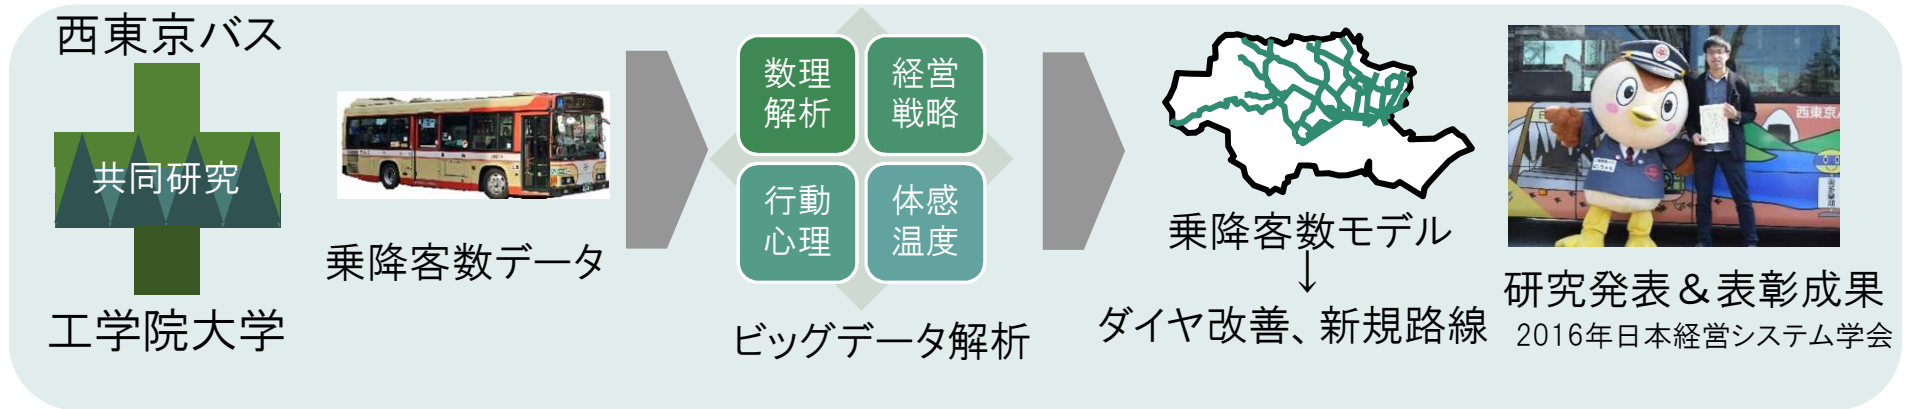 西東京バス
共同研究
工学院大学
乗降客数データ
数理
解析
経営
戦略
行動
心理
体感
温度
ビッグデータ解析
乗降客数モデル
↓
ダイヤ改善、新規路線
西東京
研究発表＆表彰成果
2016年日本経営システム学会